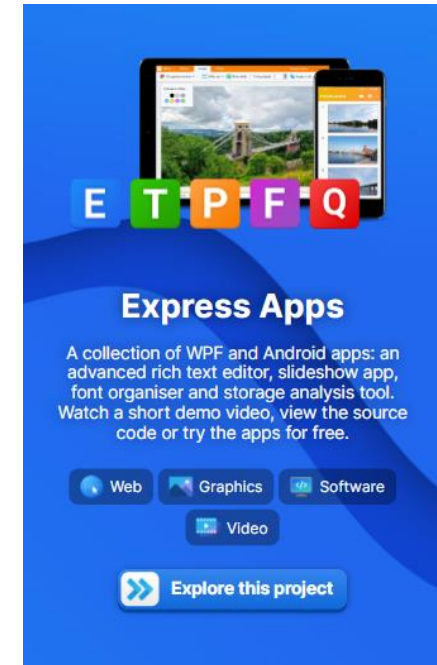 E T P F Q
Express Apps
A collection of WPF and Android apps: an
advanced rich text editor, slideshow app,
font organiser and storage analysis tool.
Watch a short demo video, view the source
code or try the apps for free.
Web Graphics Software
Video
Explore this project